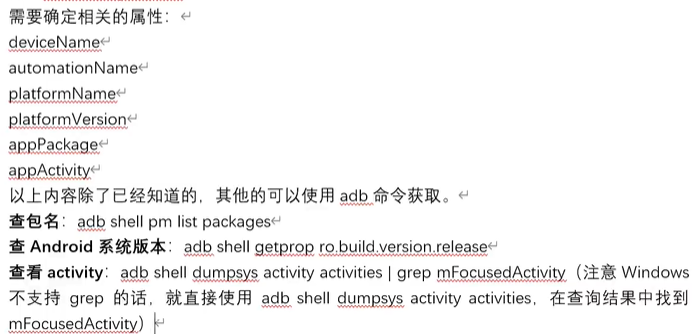 需要确定相关的属性：
deviceName
automationName
platformName
platformVersion
appPackage
appActivity
以上内容除了已经知道的，其他的可以使用 adb 命令获取。
查包名：adb shell pm list packages
查 Android 系统版本：adb shell getprop ro.build.version.release
查看 activity：adb shell dumpsys activity activities | grep mFocusedActivity（注意 Windows
不支持 grep 的话，就直接使用 adb shell dumpsys activity activities，在查询结果中找到
mFocusedActivity）